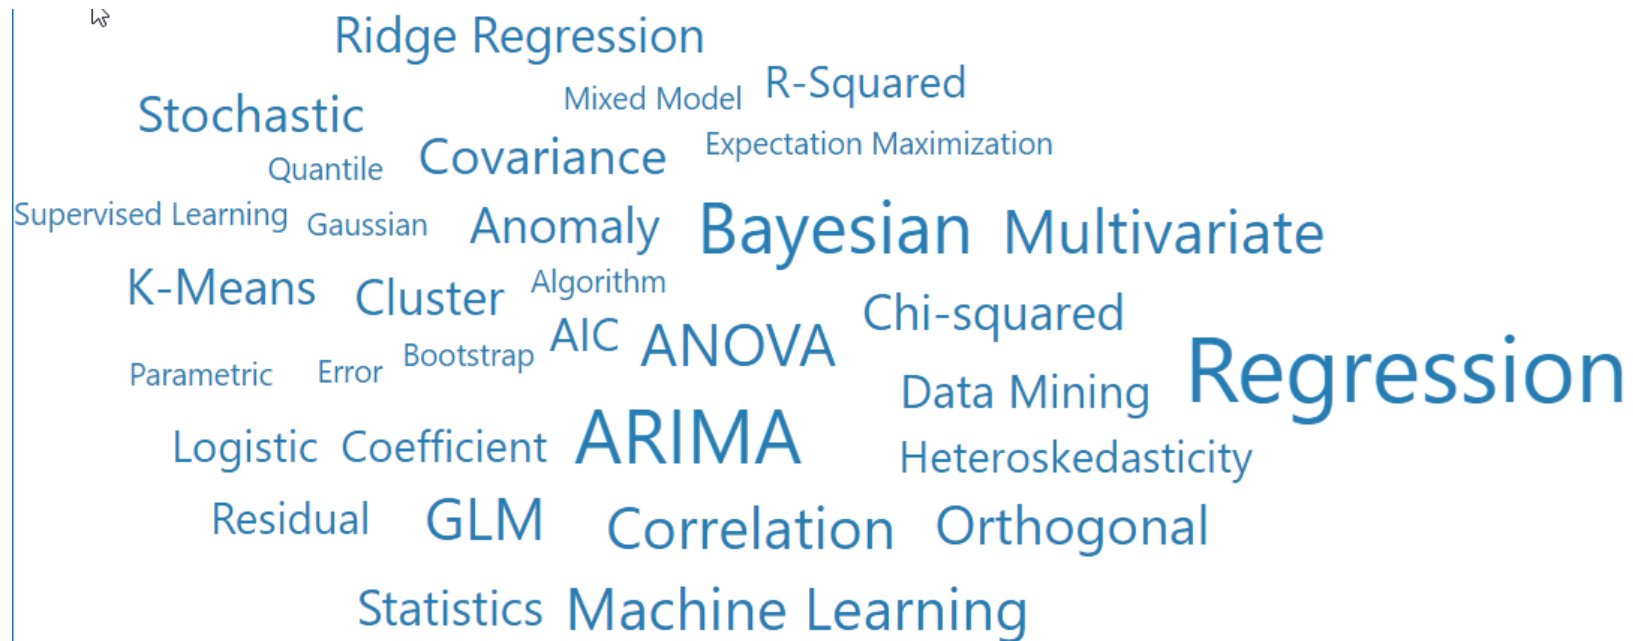 Ridge Regression
Mixed Model R-Squared
Stochastic
Quantile Covariance Expectation Maximization
Supervised Learning Gaussian Anomaly Bayesian Multivariate
K-Means Cluster Algorithm Chi-squared
Parametric Error Bootstrap AIC ANOVA Regression
Data Mining
Logistic Coefficient ARIMA Heteroskedasticity
Residual GLM Correlation Orthogonal
Statistics Machine Learning